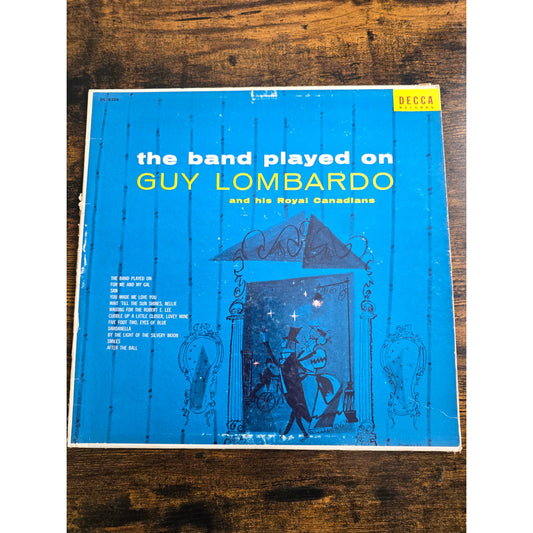 DECCA
RECORDS
the band played on
GUY LOMBARDO
and his Royal Canadians
THE BAND PLAYED ON
FOR ME AND MY GAL
SAN
YOU MADE ME LOVE YOU
WAIT TILL THE SUN SHINES, NELLIE
WAITING FOR THE ROBERT E. LEE
CUDDLE UP A LITTLE CLOSER, LOVEY MINE
FIVE FOOT TWO, EYES OF BLUE
DARDANELLA
BY THE LIGHT OF THE SILVERY MOON
SMILES
AFTER THE BALL